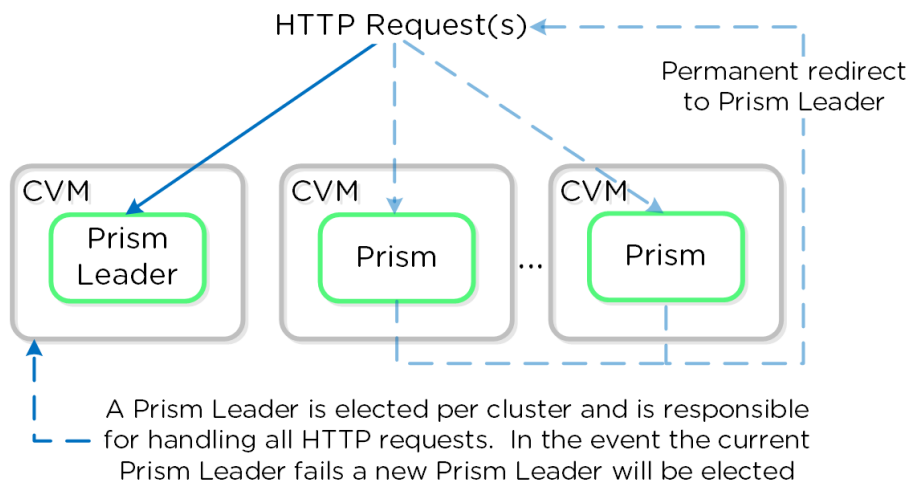 HTTP Request(s)
Permanent redirect
to Prism Leader
CVM
CVM
CVM
Prism
Leader
Prism
...
Prism
A Prism Leader is elected per cluster and is responsible
for handling all HTTP requests.  In the event the current
Prism Leader fails a new Prism Leader will be elected